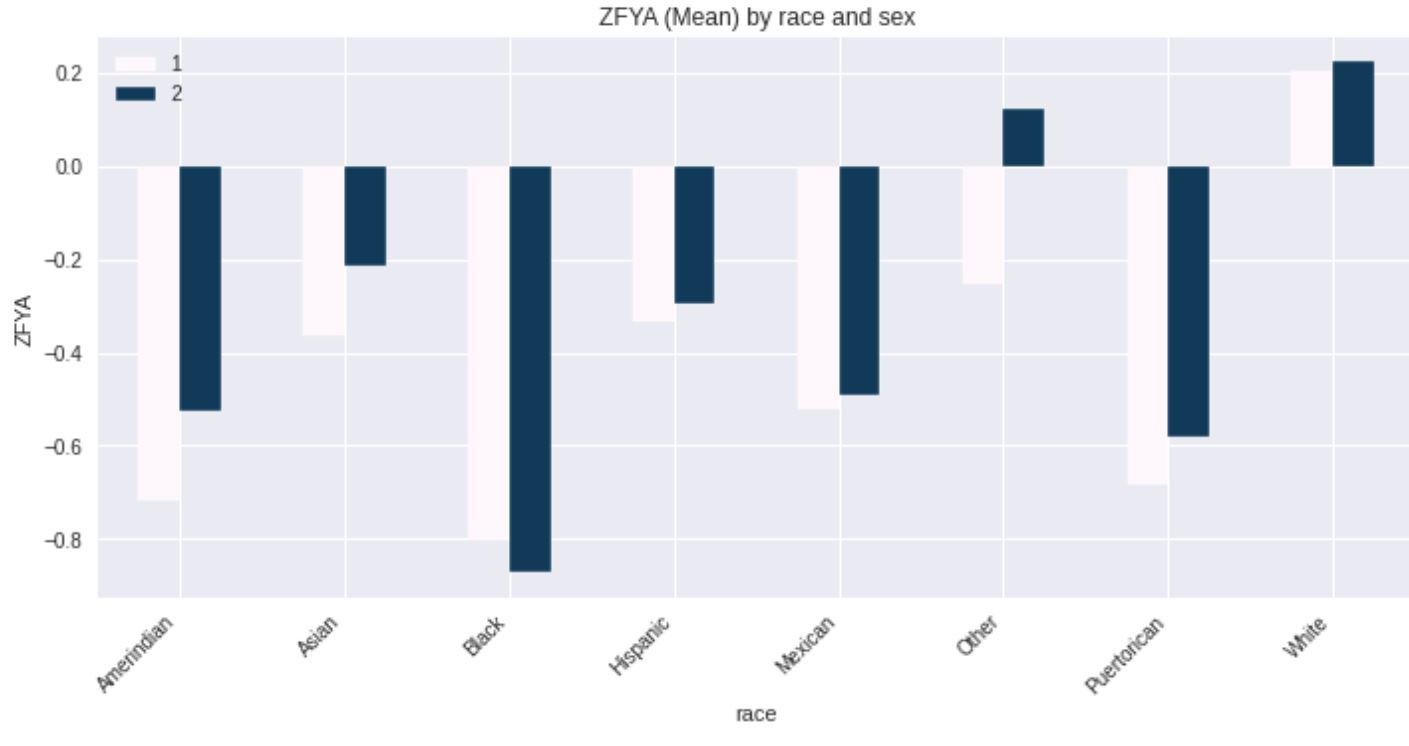 ZFYA (Mean) by race and sex
1
2
0.2
0.0
−0.2
−0.4
−0.6
−0.8
ZFYA
Amerindian
Asian
Black
Hispanic
Mexican
Other
Puertorican
White
race